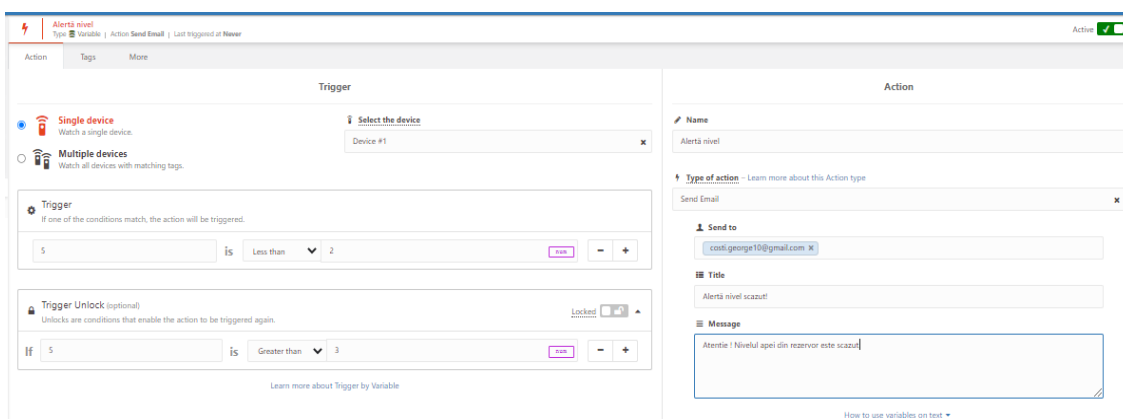 Alertă nivel
Type Variable | Action Send Email | Last triggered at Never
Active
Action Tags More
Trigger
Single device
Watch a single device.
Multiple devices
Watch all devices with matching tags.
Select the device
Device #1
Trigger
If one of the conditions match, the action will be triggered.
5 is Less than 2 num - +
Trigger Unlock (optional)
Unlocks are conditions that enable the action to be triggered again.
Locked
If 5 is Greater than 3 num - +
Learn more about Trigger by Variable
Action
Name
Alertă nivel
Type of action - Learn more about this Action type
Send Email
Send to
costi.george10@gmail.com
Title
Alertă nivel scazut!
Message
Atentie ! Nivelul apei din rezervor este scazut
How to use variables on text